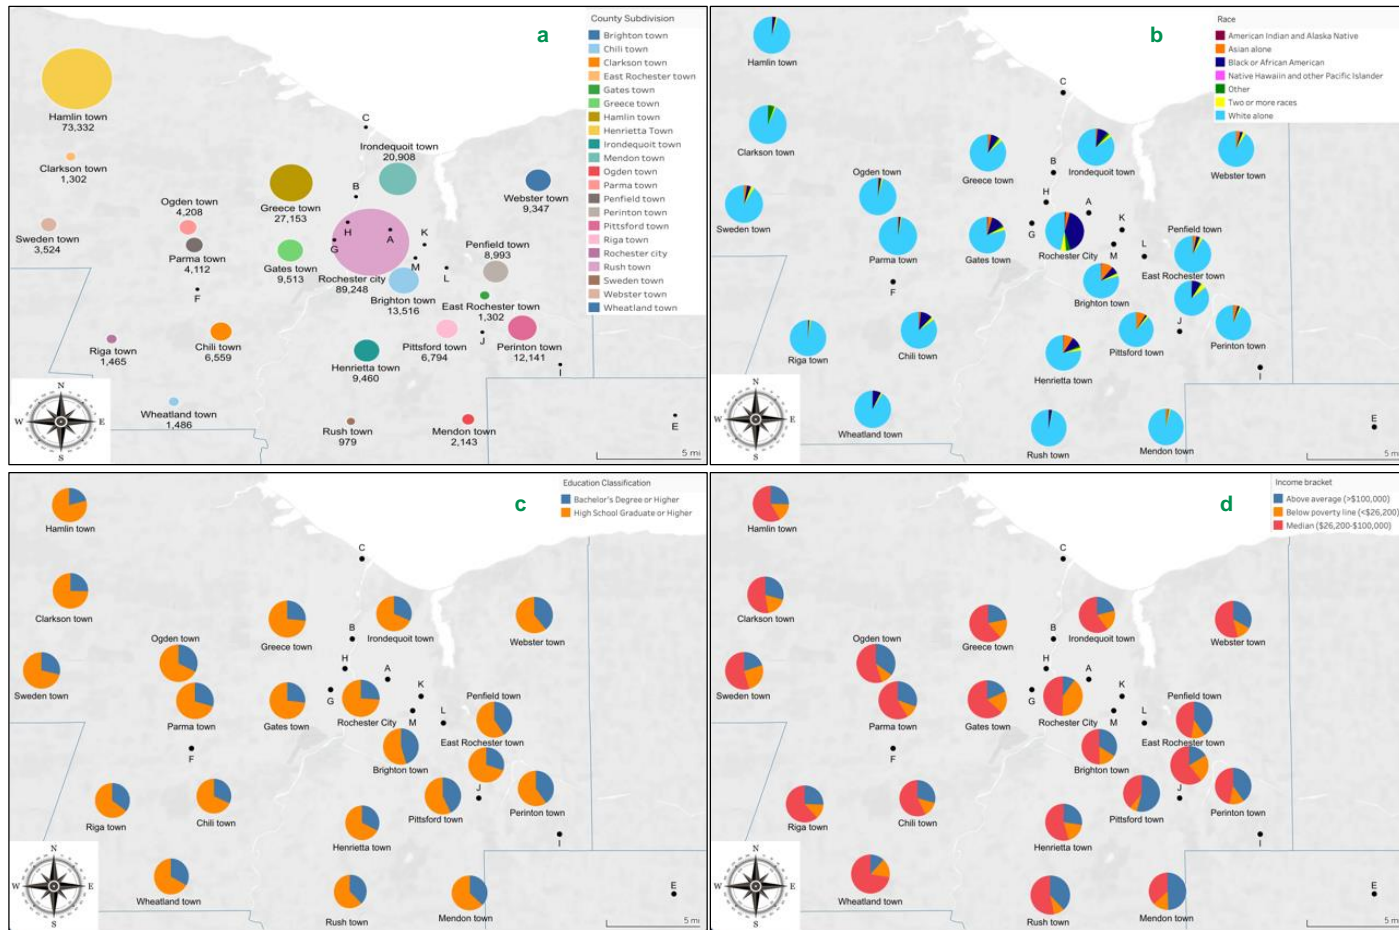 a
County Subdivision
Brighton town
Chili town
Clarkson town
East Rochester town
Gates town
Greece town
Hamlin town
Henrietta Town
Irondequoit town
Mendon town
Ogden town
Parma town
Penfield town
Perinton town
Pittsford town
Riga town
Rochester city
Rush town
Sweden town
Webster town
Wheatland town
Hamlin town
73,332
C
Irondequoit town
20,908
Clarkson town
1,302
Webster town
9,347
B
Ogden town
4,208
Greece town
27,153
Sweden town
3,524
H
A
G
K
Parma town
4,112
Gates town
9,513
M
L
Penfield town
8,993
Rochester city
89,248
F
Brighton town
13,516
East Rochester town
1,302
J
Riga town
1,465
Chili town
6,559
Pittsford town
6,794
Perinton town
12,141
Henrietta town
9,460
I
Wheatland town
1,486
Rush town
979
Mendon town
2,143
E
N
W E
S
5 mi
b
Race
American Indian and Alaska Native
Asian alone
Black or African American
Native Hawaiin and other Pacific Islander
Other
Two or more races
White alone
Hamlin town
C
Clarkson town
Greece town
Irondequoit town
Webster town
B
Ogden town
H
A
Sweden town
G
K
Penfield town
Parma town
Gates town
Rochester City
M
L
East Rochester town
F
Brighton town
J
Riga town
Chili town
Pittsford town
Perinton town
Henrietta town
I
Wheatland town
Rush town
Mendon town
E
N
W E
S
5 mi
c
Education Classification
Bachelor's Degree or Higher
High School Graduate or Higher
Hamlin town
C
Clarkson town
Greece town
Irondequoit town
Webster town
B
Ogden town
H
A
Sweden town
G
K
Parma town
Gates town
Rochester City
M
L
Penfield town
East Rochester town
F
Brighton town
J
Riga town
Chili town
Pittsford town
Perinton town
Henrietta town
I
Wheatland town
Rush town
Mendon town
E
N
W E
S
5 mi
d
Income bracket
Above average (>$100,000)
Below poverty line (<$26,200)
Median ($26,200-$100,000)
Hamlin town
C
Clarkson town
Greece town
Irondequoit town
Webster town
B
Ogden town
H
A
Sweden town
G
K
Penfield town
Parma town
Gates town
Rochester City
M
L
East Rochester town
F
Brighton town
J
Riga town
Chili town
Pittsford town
Perinton town
Henrietta town
I
Wheatland town
Rush town
Mendon town
E
N
W E
S
5 mi